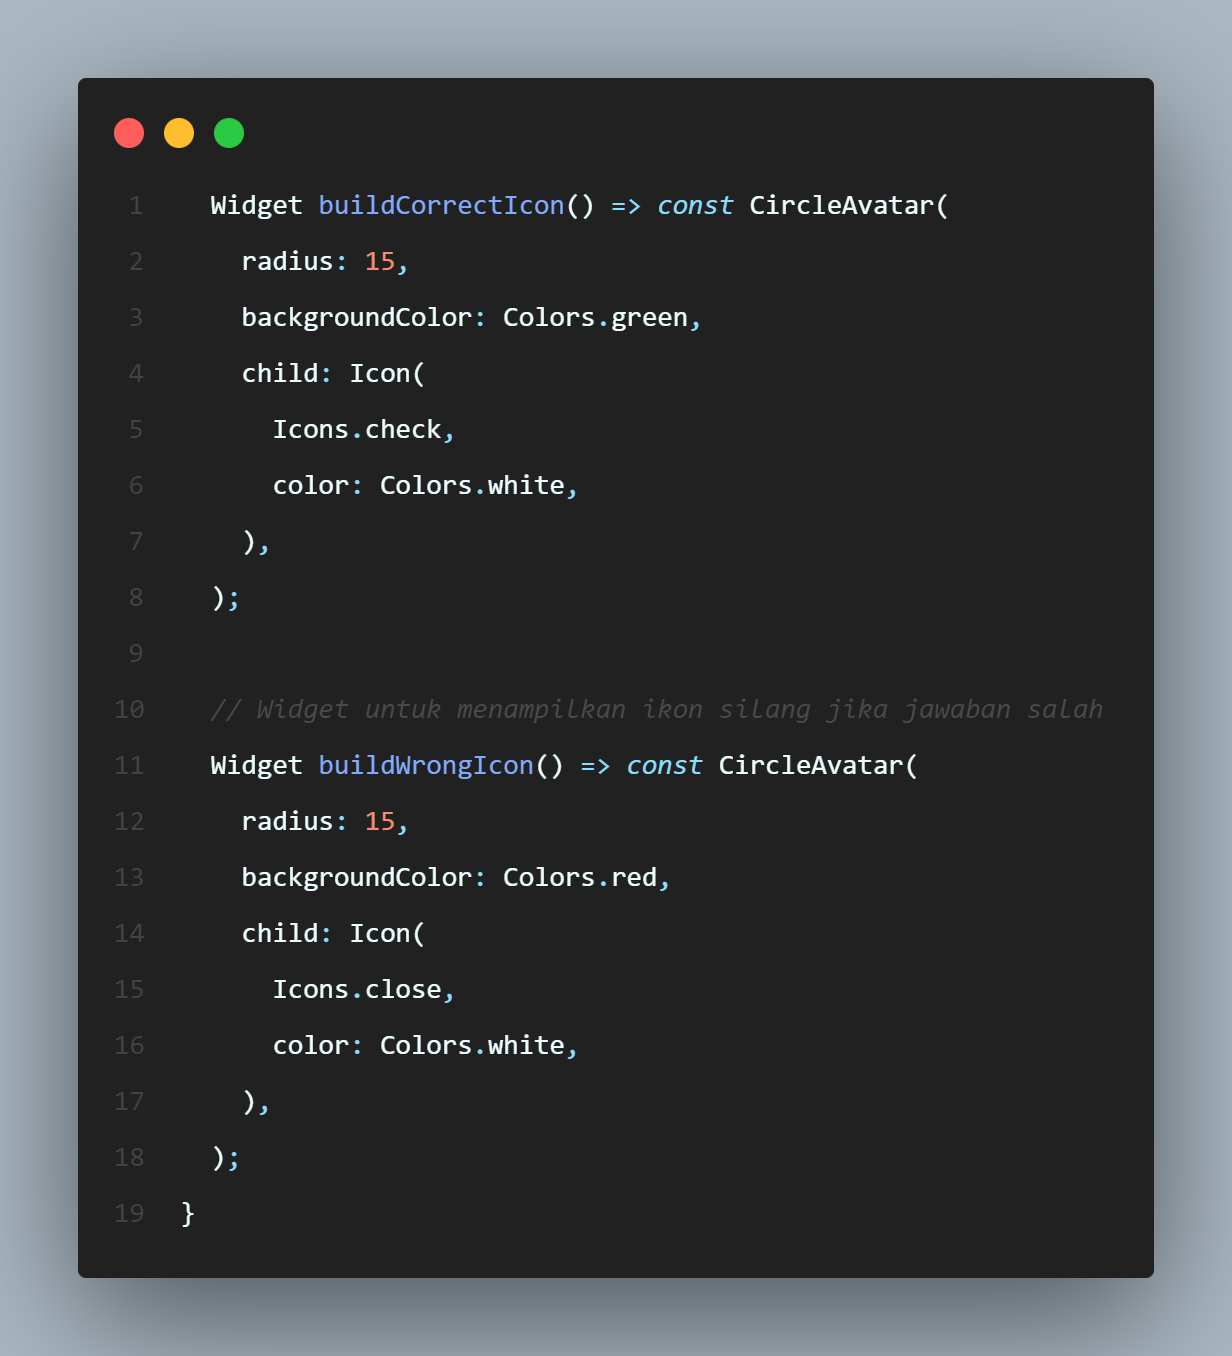 1 Widget buildCorrectIcon() => const CircleAvatar(
2 radius: 15,
3 backgroundColor: Colors.green,
4 child: Icon(
5 Icons.check,
6 color: Colors.white,
7 ),
8 );
9
10 // Widget untuk menampilkan ikon silang jika jawaban salah
11 Widget buildWrongIcon() => const CircleAvatar(
12 radius: 15,
13 backgroundColor: Colors.red,
14 child: Icon(
15 Icons.close,
16 color: Colors.white,
17 ),
18 );
19 }